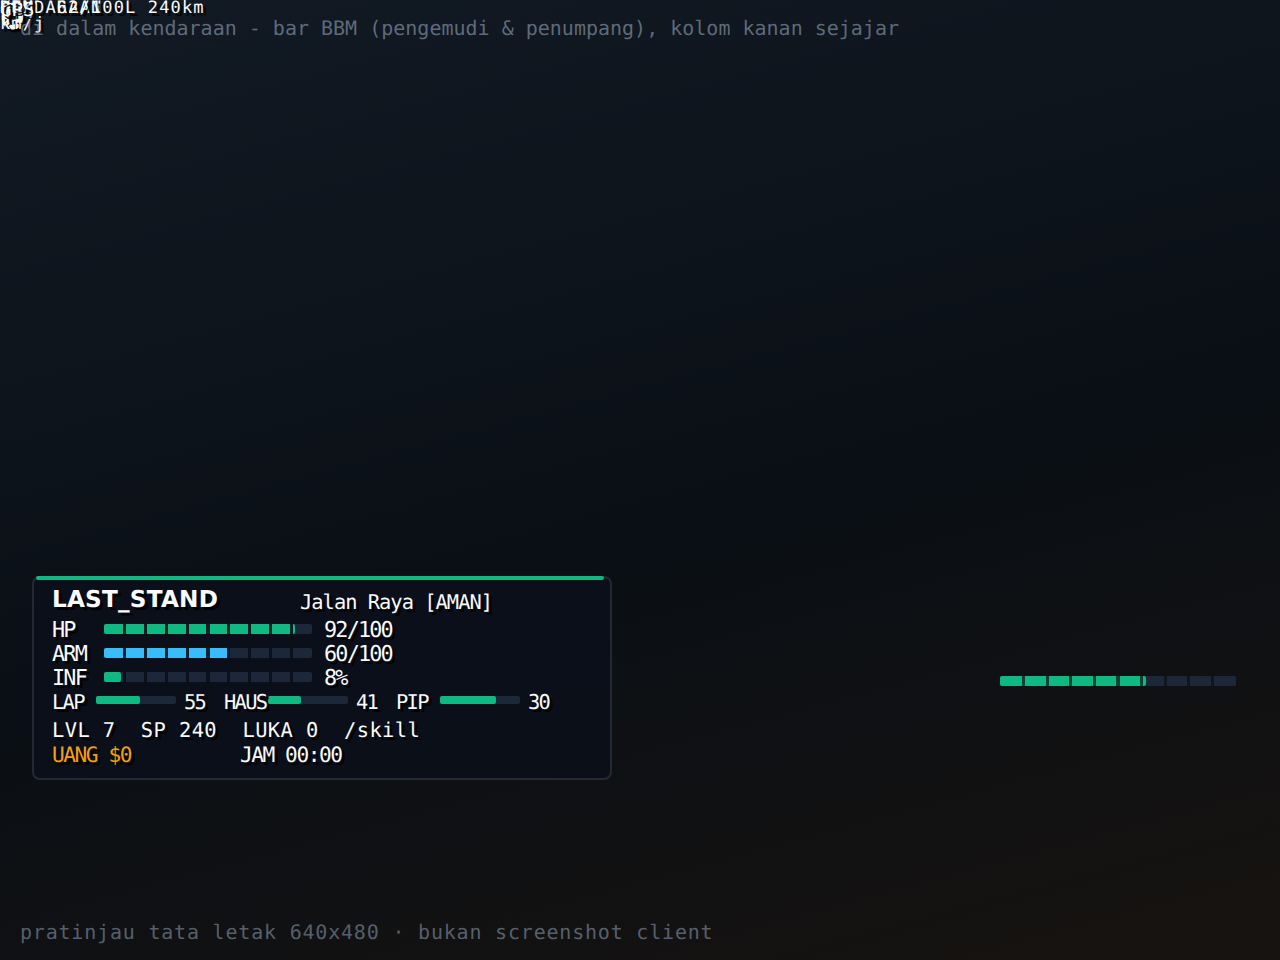 di dalam kendaraan - bar BBM (pengemudi & penumpang), kolom kanan sejajar
LAST_STAND
Jalan Raya [AMAN]
HP 92/100
ARM 60/100
INF 8%
LAP 55 HAUS 41 PIP 30
LVL 7 SP 240 LUKA 0 /skill
UANG $0 JAM 00:00
pratinjau tata letak 640x480 · bukan screenshot client